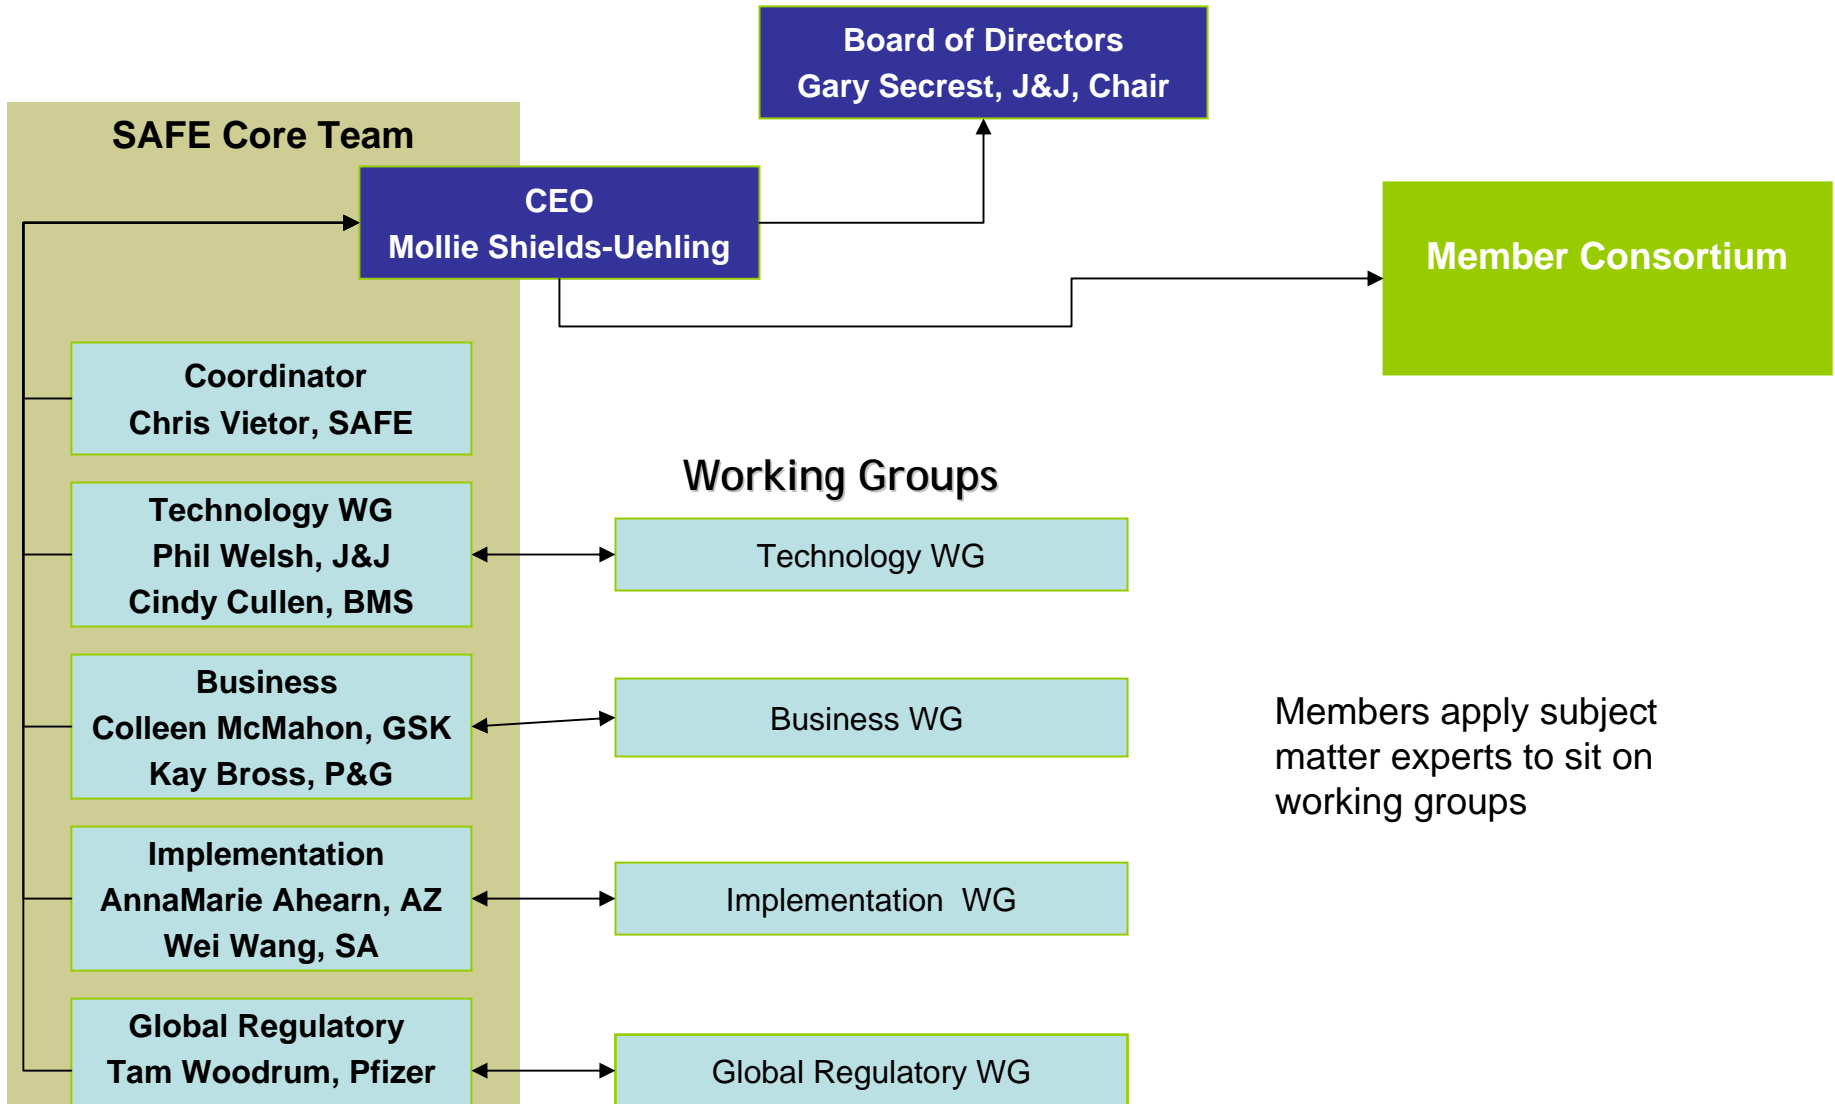 Board of Directors
Gary Secrest, J&J, Chair
SAFE Core Team
CEO
Mollie Shields-Uehling
Member Consortium
Coordinator
Chris Vietor, SAFE
Working Groups
Technology WG
Phil Welsh, J&J
Cindy Cullen, BMS
Technology WG
Business
Colleen McMahon, GSK
Kay Bross, P&G
Business WG
Members apply subject
matter experts to sit on
working groups
Implementation
AnnaMarie Ahearn, AZ
Wei Wang, SA
Implementation WG
Global Regulatory
Tam Woodrum, Pfizer
Global Regulatory WG